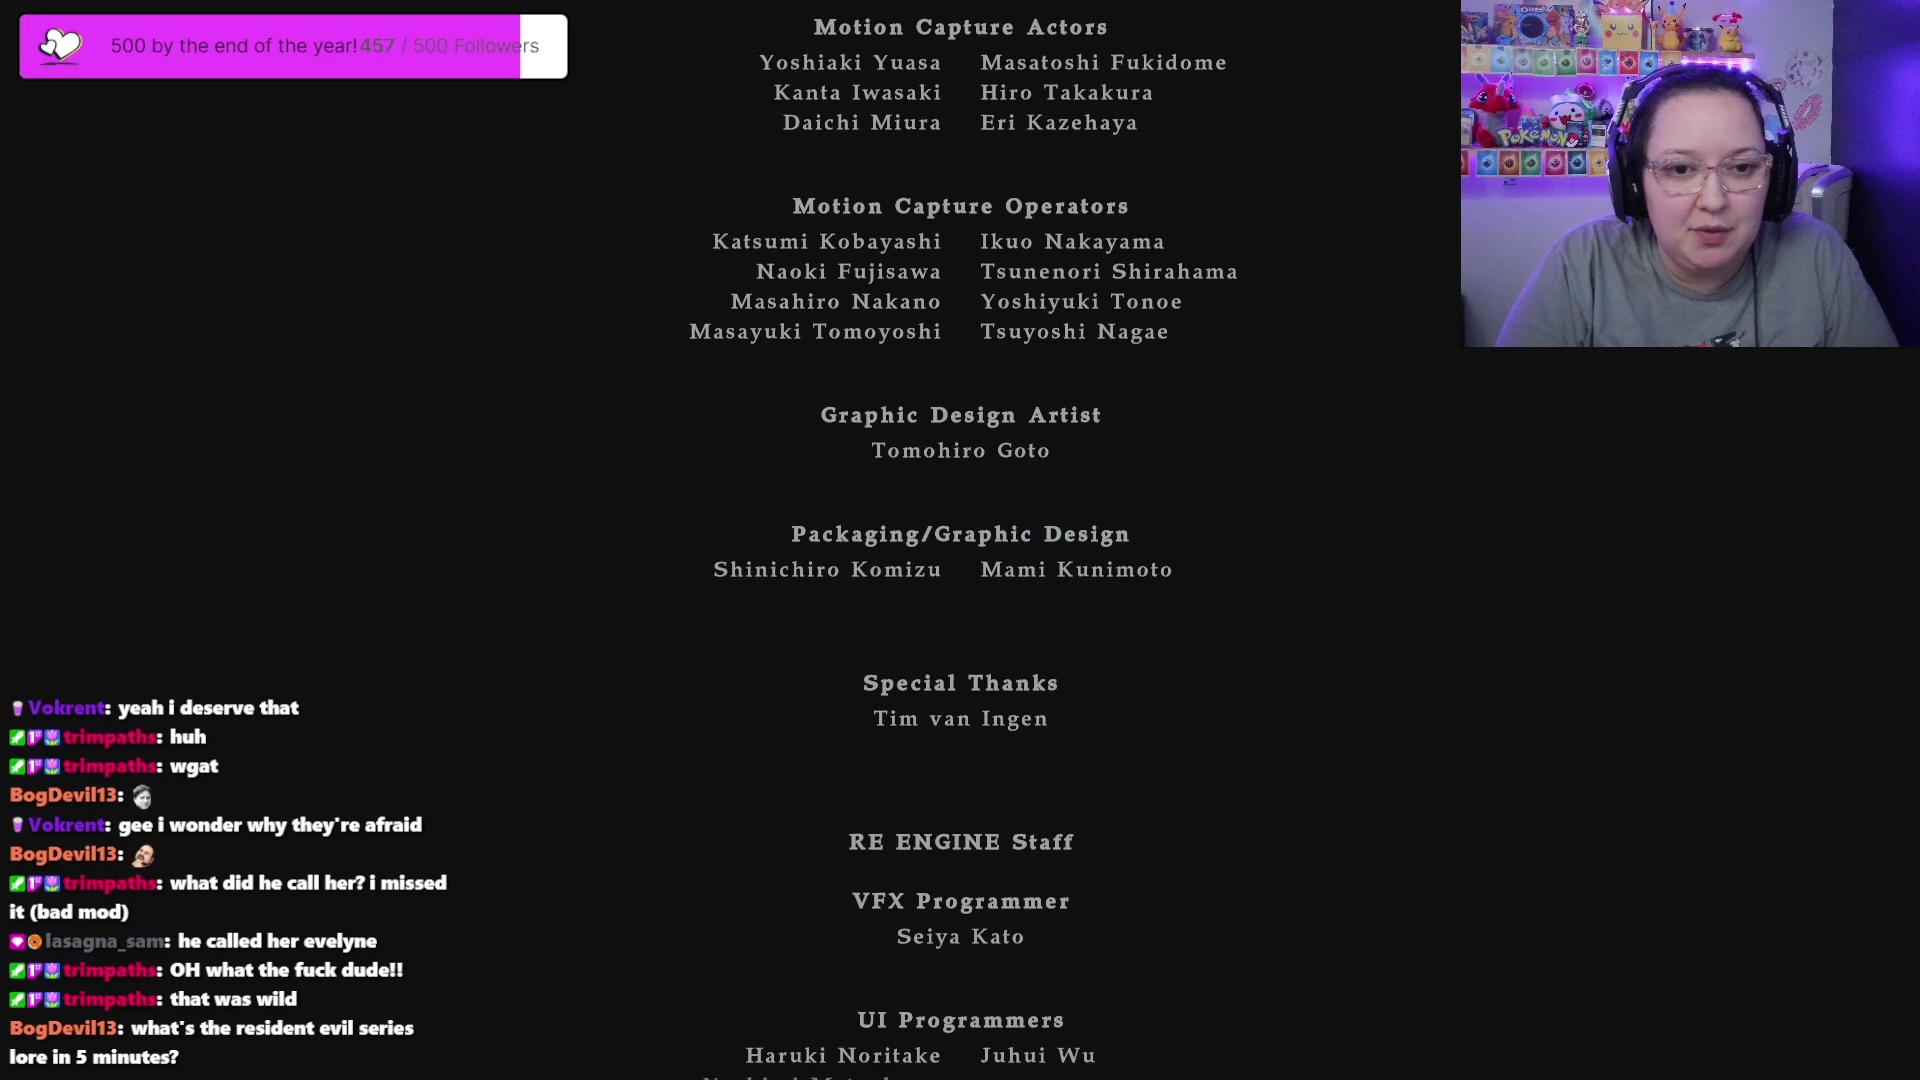 500 by the end of the year! 457 / 500 Followers
Motion Capture Actors
Yoshiaki Yuasa Masatoshi Fukidome
Kanta Iwasaki Hiro Takakura
Daichi Miura Eri Kazehaya
Motion Capture Operators
Katsumi Kobayashi Ikuo Nakayama
Naoki Fujisawa Tsunenori Shirahama
Masahiro Nakano Yoshiyuki Tonoe
Masayuki Tomoyoshi Tsuyoshi Nagae
Graphic Design Artist
Tomohiro Goto
Packaging/Graphic Design
Shinichiro Komizu Mami Kunimoto
Special Thanks
Tim van Ingen
RE ENGINE Staff
VFX Programmer
Seiya Kato
UI Programmers
Haruki Noritake Juhui Wu
POKéMON
Vokrent: yeah i deserve that
trimpaths: huh
trimpaths: wgat
BogDevil13:
Vokrent: gee i wonder why they're afraid
BogDevil13:
trimpaths: what did he call her? i missed
it (bad mod)
lasagna_sam: he called her evelyne
trimpaths: OH what the fuck dude!!
trimpaths: that was wild
BogDevil13: what's the resident evil series
lore in 5 minutes?